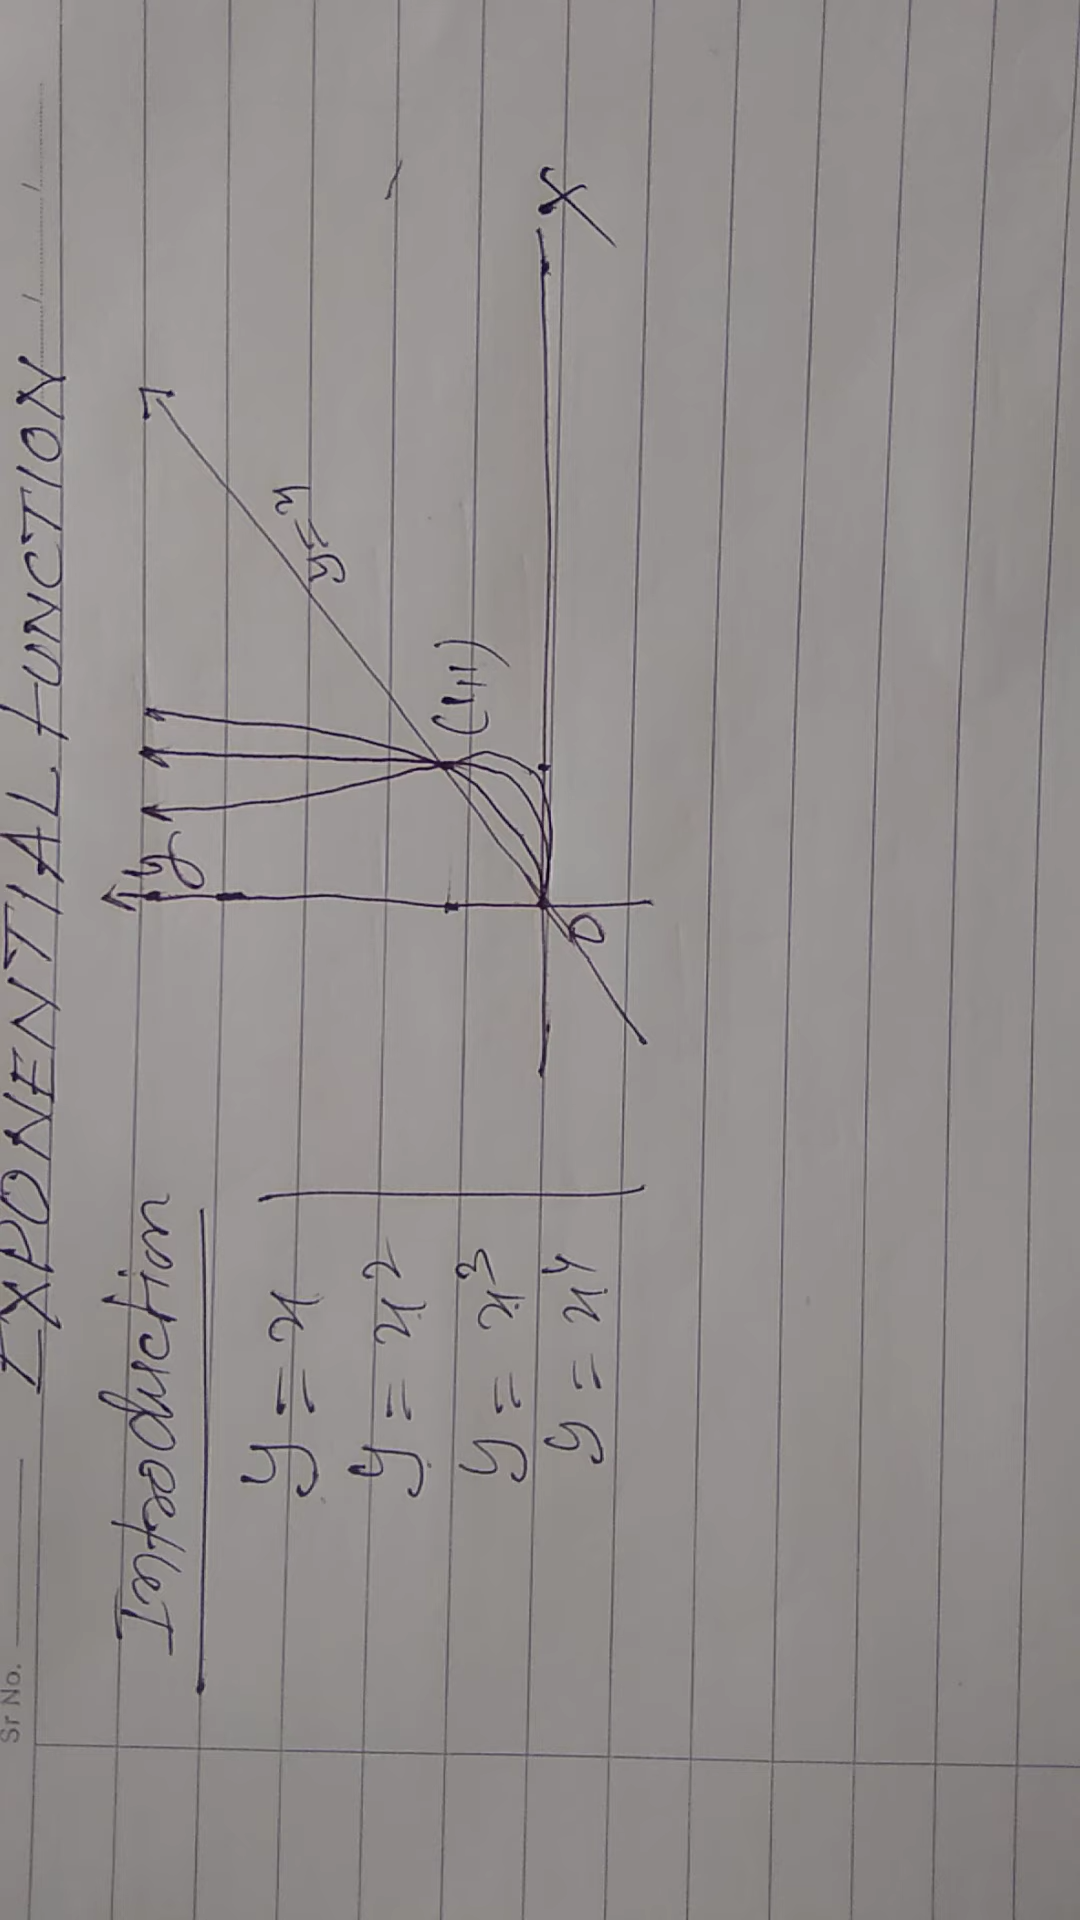 Sr No.
EXPONENTIAL FUNCTION
Introduction
y = x
y = x²
y = x³
y = x⁴
y
y=x
(1,1)
X
O